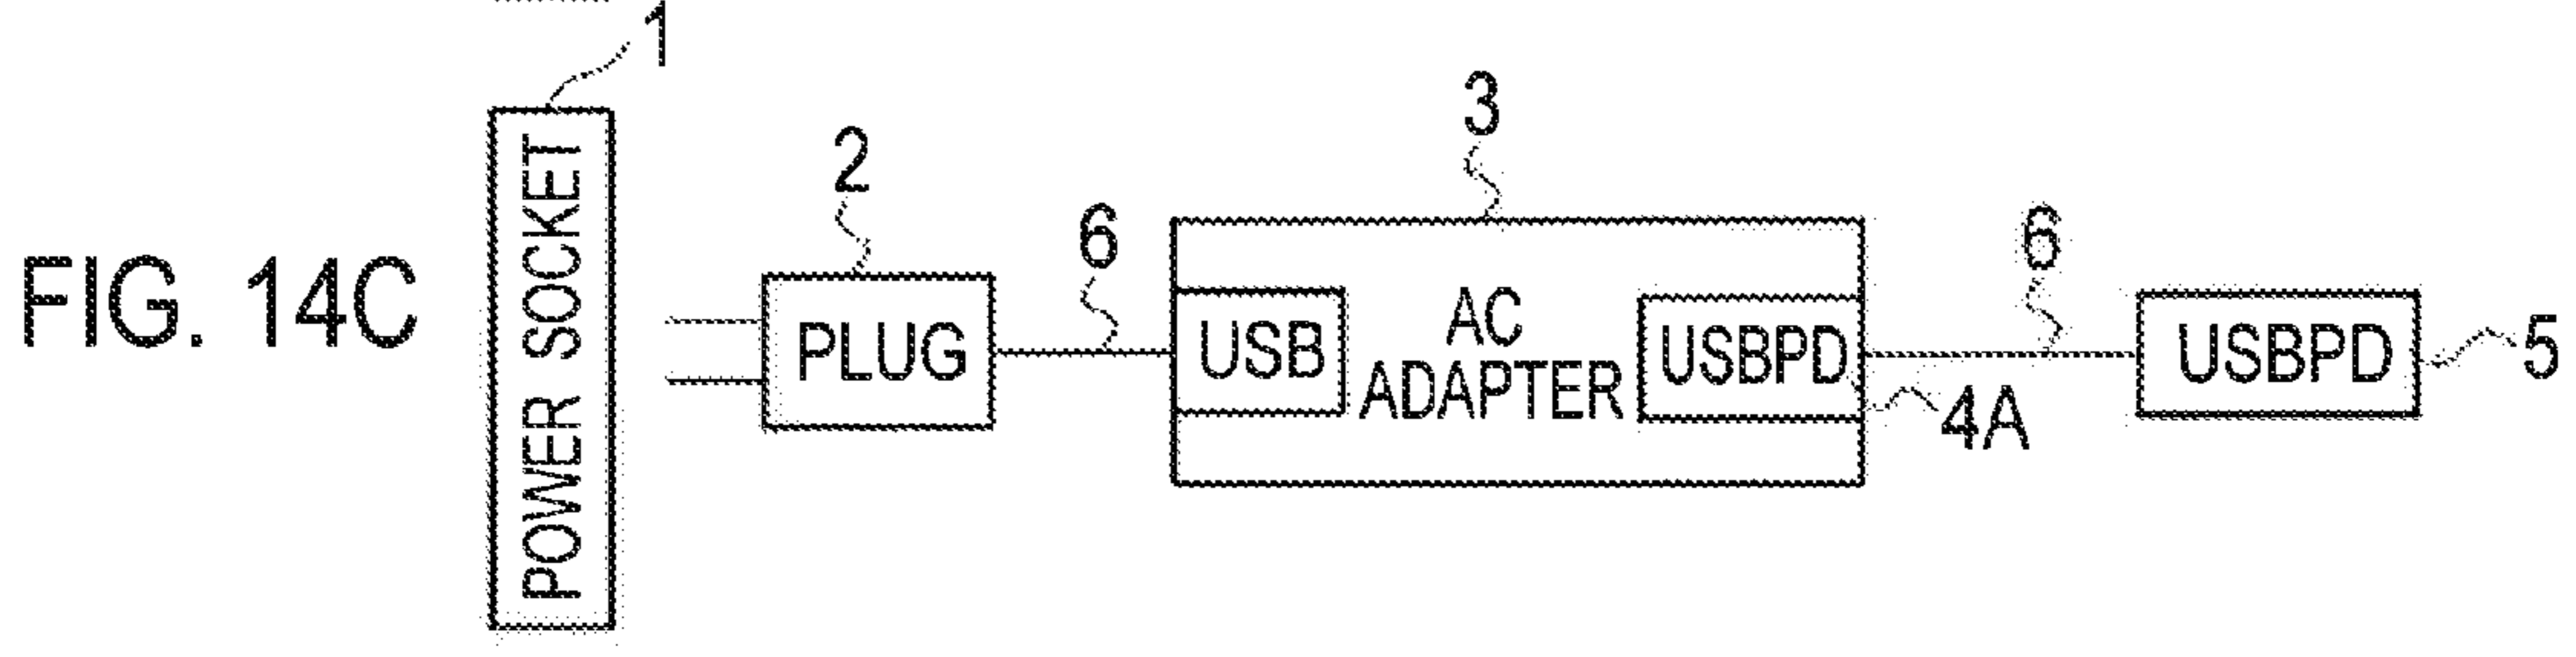 1
3
2
6
6
FIG. 14C
POWER SOCKET
PLUG
USB
AC
ADAPTER
USBPD
USBPD
5
4A